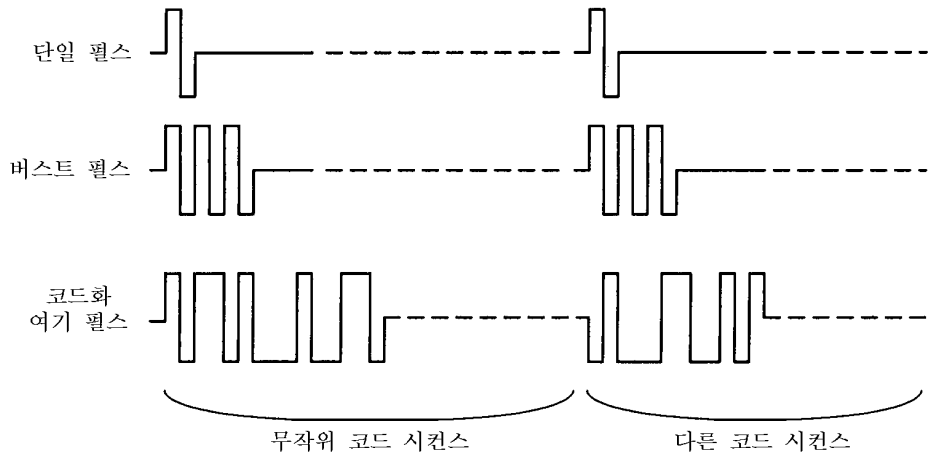 단일 펄스
버스트 펄스
코드화
여기 펄스
무작위 코드 시컨스
다른 코드 시컨스